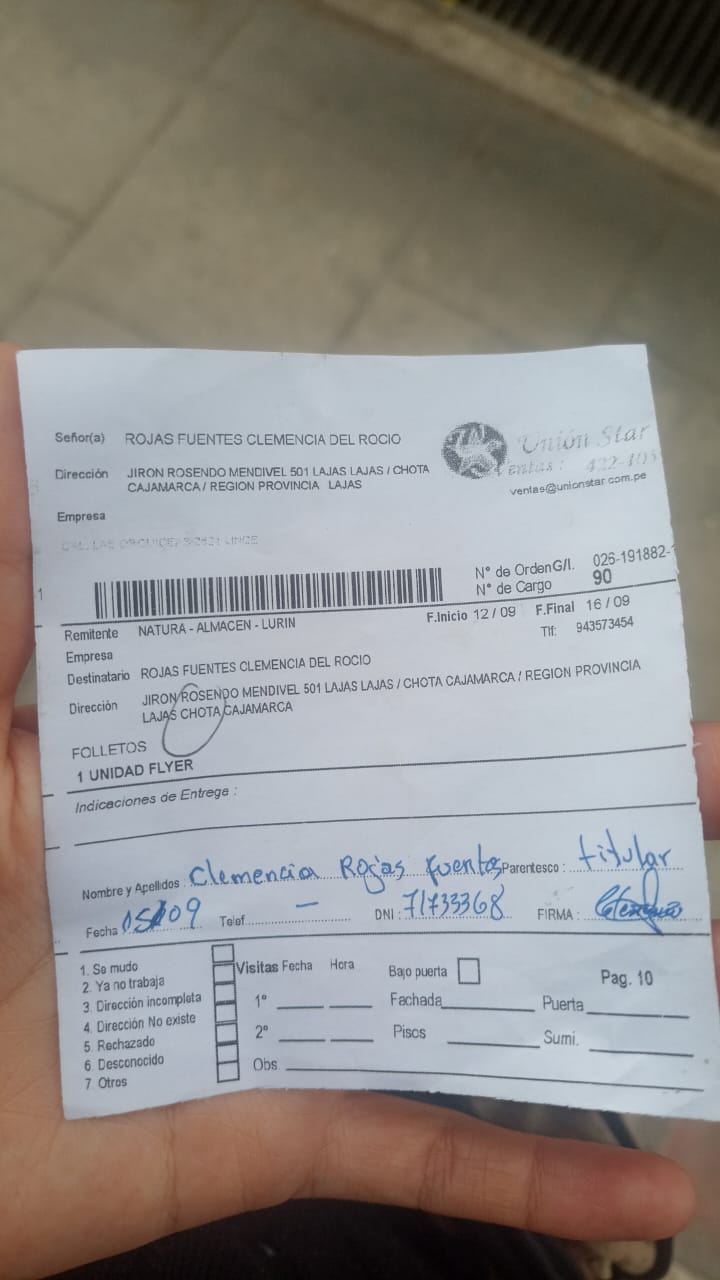 Señor(a) ROJAS FUENTES CLEMENCIA DEL ROCIO
Unión Star
Ventas :
Dirección JIRON ROSENDO MENDIVEL 501 LAJAS LAJAS / CHOTA
CAJAMARCA / REGION PROVINCIA LAJAS
ventas@unionstar.com.pe
Empresa
1
N° de Orden G/I. 026-191882-
N° de Cargo 90
Remitente NATURA - ALMACEN - LURIN
F.Inicio 12 / 09 F.Final 16 / 09
Empresa
Tlf: 943573454
Destinatario ROJAS FUENTES CLEMENCIA DEL ROCIO
Dirección JIRON ROSENDO MENDIVEL 501 LAJAS LAJAS / CHOTA CAJAMARCA / REGION PROVINCIA
LAJAS CHOTA CAJAMARCA
FOLLETOS
1 UNIDAD FLYER
Indicaciones de Entrega :
Nombre y Apellidos : Clemencia Rojas fuentes Parentesco : titular
Fecha 05/09 Telef. - DNI : 71733368 FIRMA :
1. Se mudo
2. Ya no trabaja
3. Dirección incompleta
4. Dirección No existe
5. Rechazado
6. Desconocido
7. Otros
Visitas Fecha Hora
1°
2°
Obs.
Bajo puerta
Fachada
Pisos
Pag. 10
Puerta
Sumi.